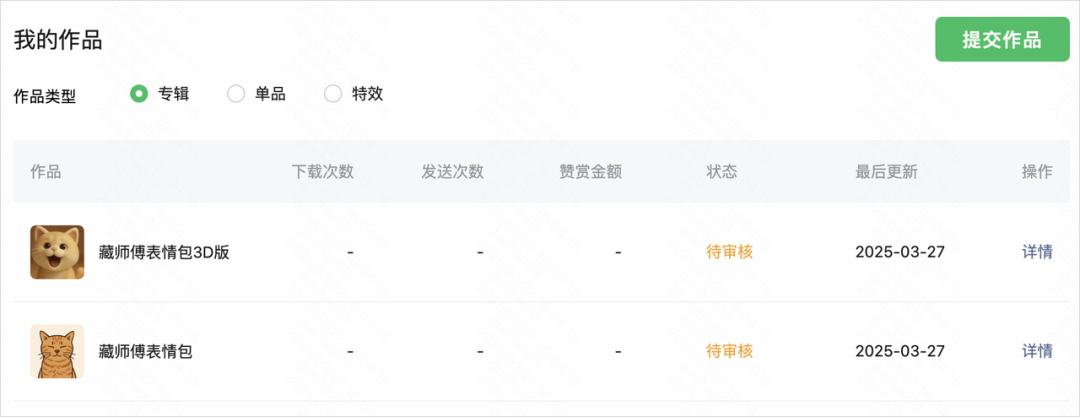 我的作品
提交作品
作品类型 专辑 单品 特效
作品 下载次数 发送次数 赞赏金额 状态 最后更新 操作
藏师傅表情包3D版 - - - 待审核 2025-03-27 详情
藏师傅表情包 - - - 待审核 2025-03-27 详情